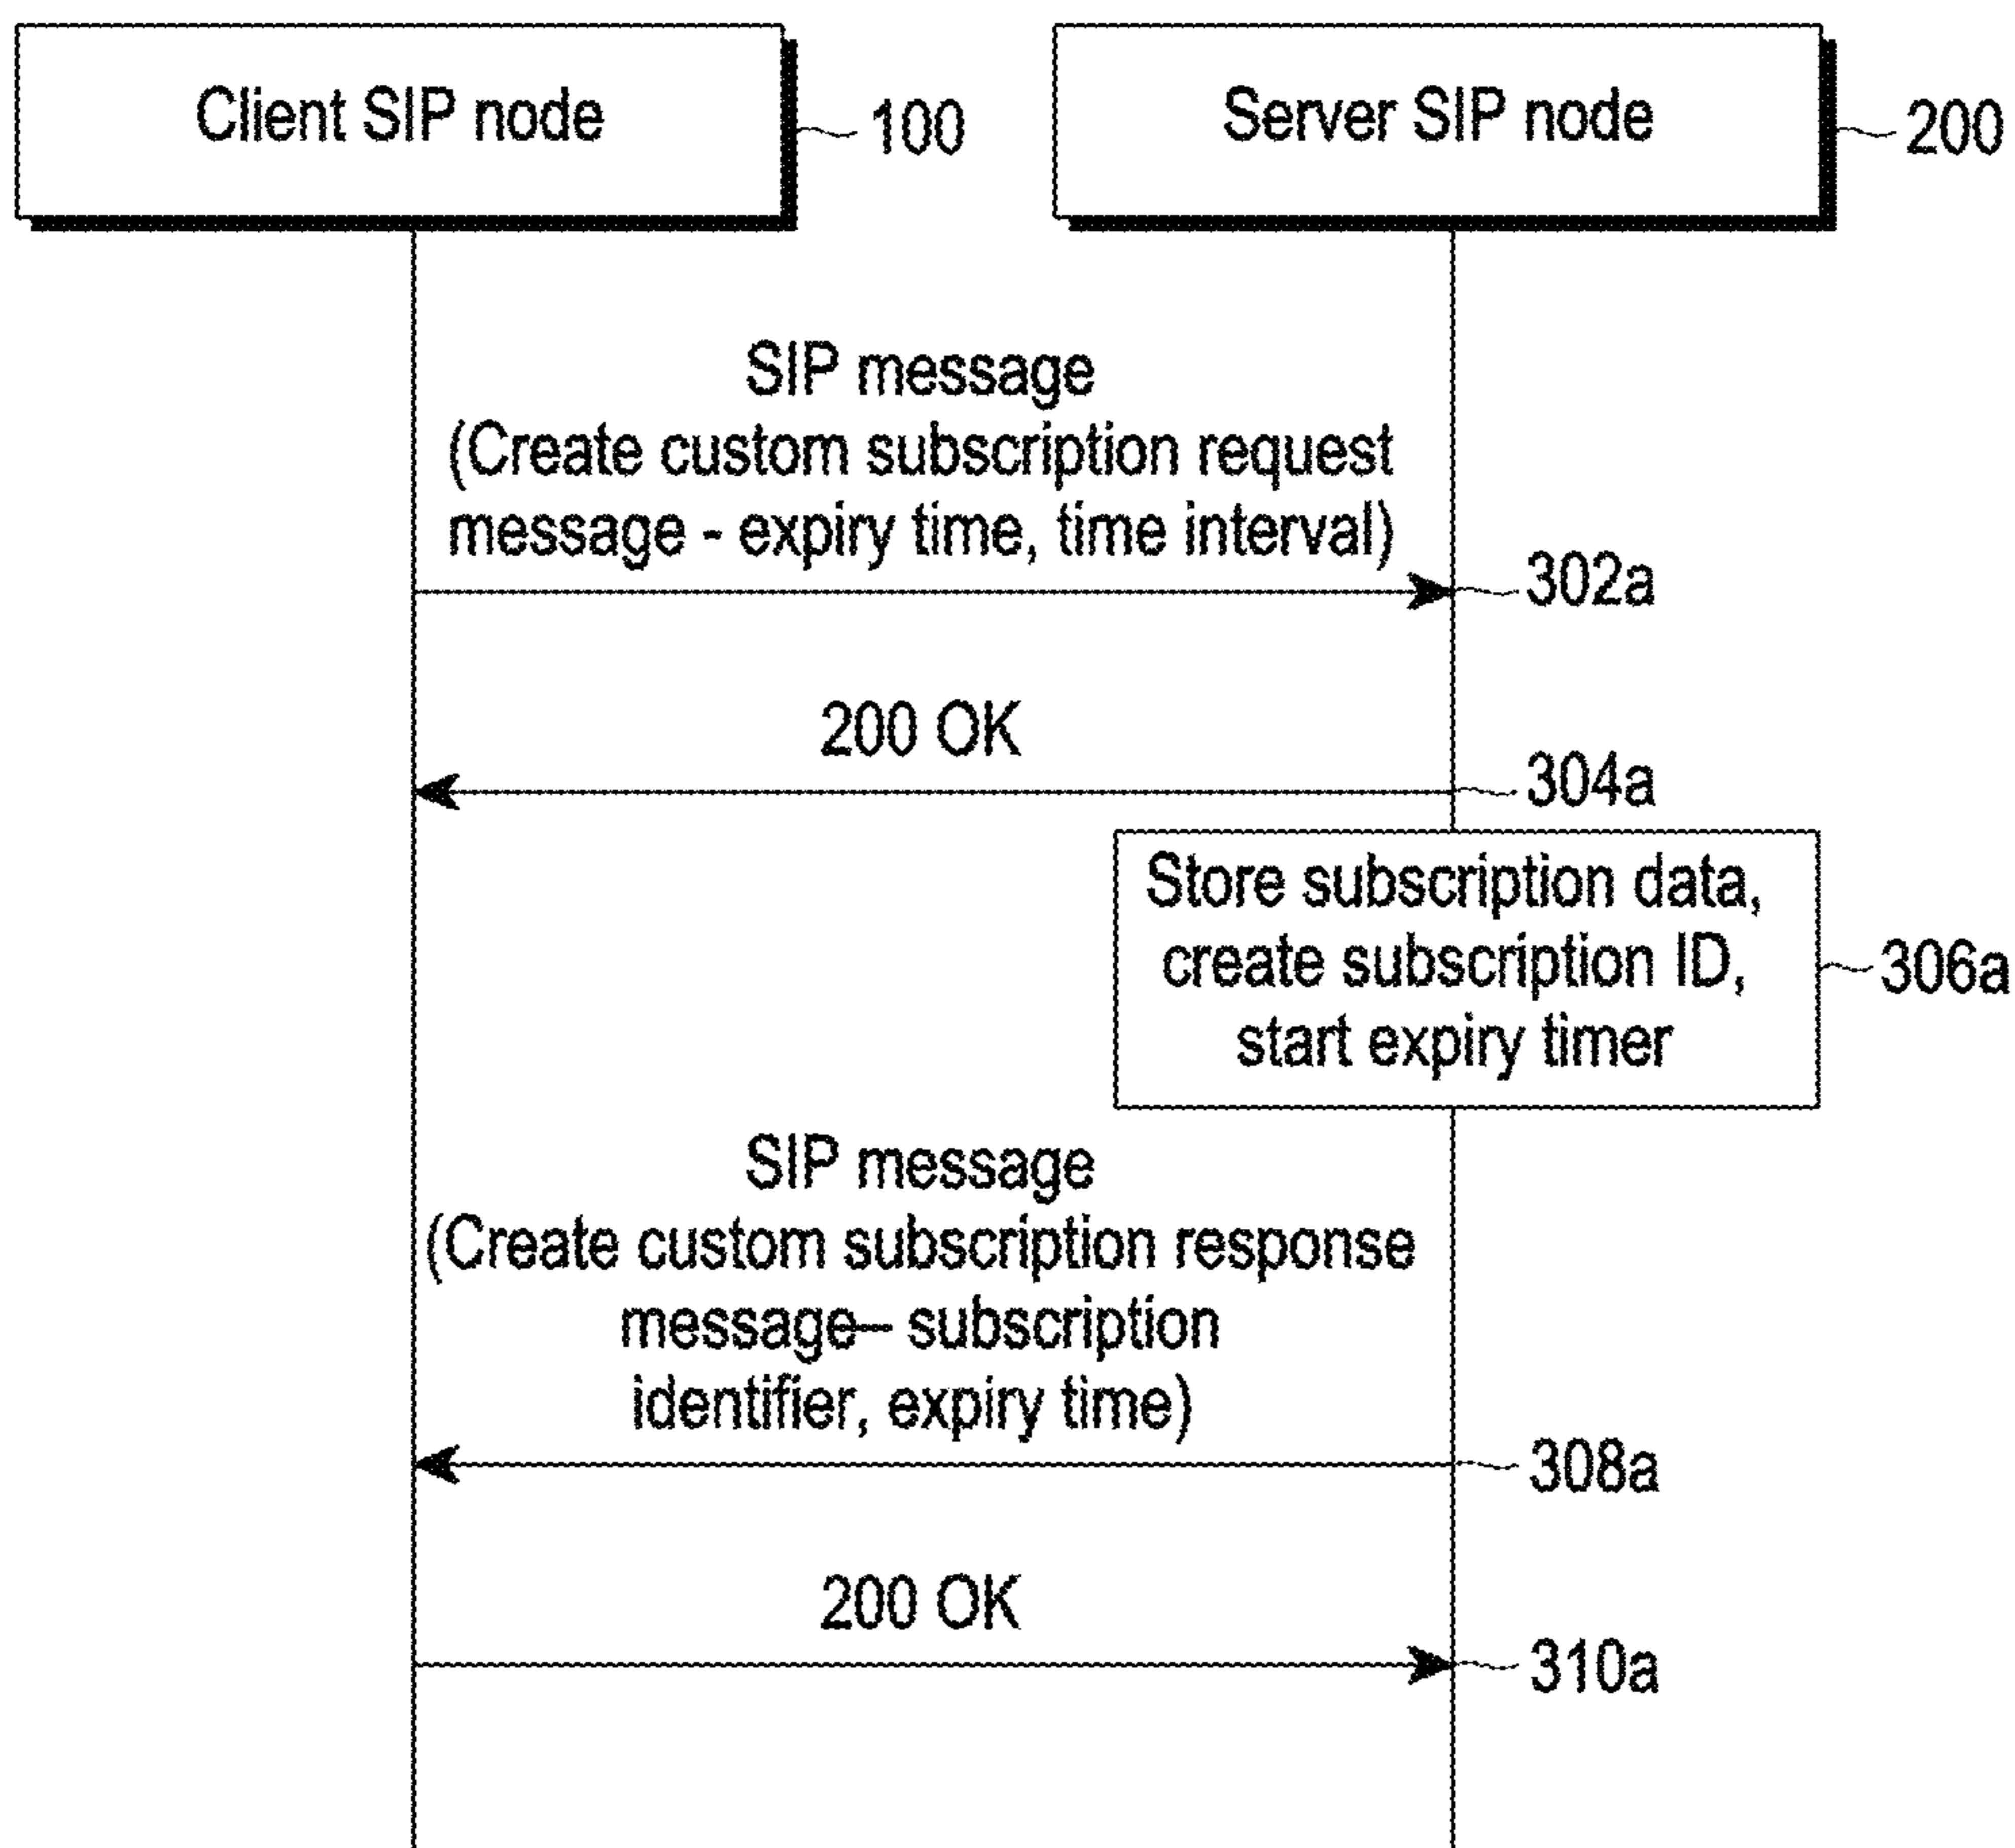 Client SIP node
100
Server SIP node
200
SIP message
(Create custom subscription request
message - expiry time, time interval)
302a
200 OK
304a
Store subscription data,
create subscription ID,
start expiry timer
306a
SIP message
(Create custom subscription response
message— subscription
identifier, expiry time)
308a
200 OK
310a